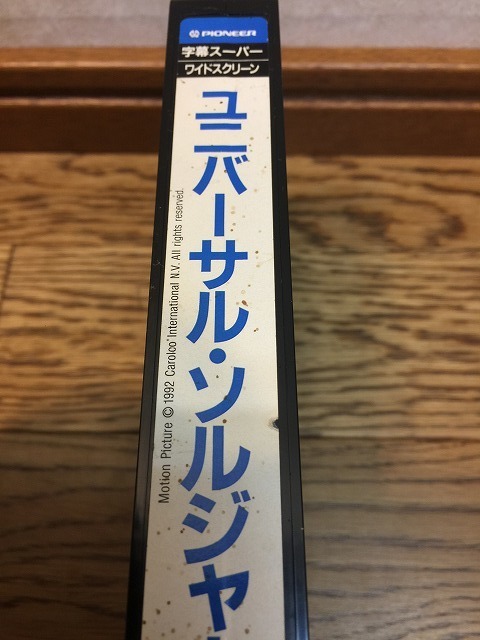 PIONEER
字幕スーパー
ワイドスクリーン
ユニバーサル・ソルジャ
Motion Picture © 1992 Carolco International N.V. All rights reserved.